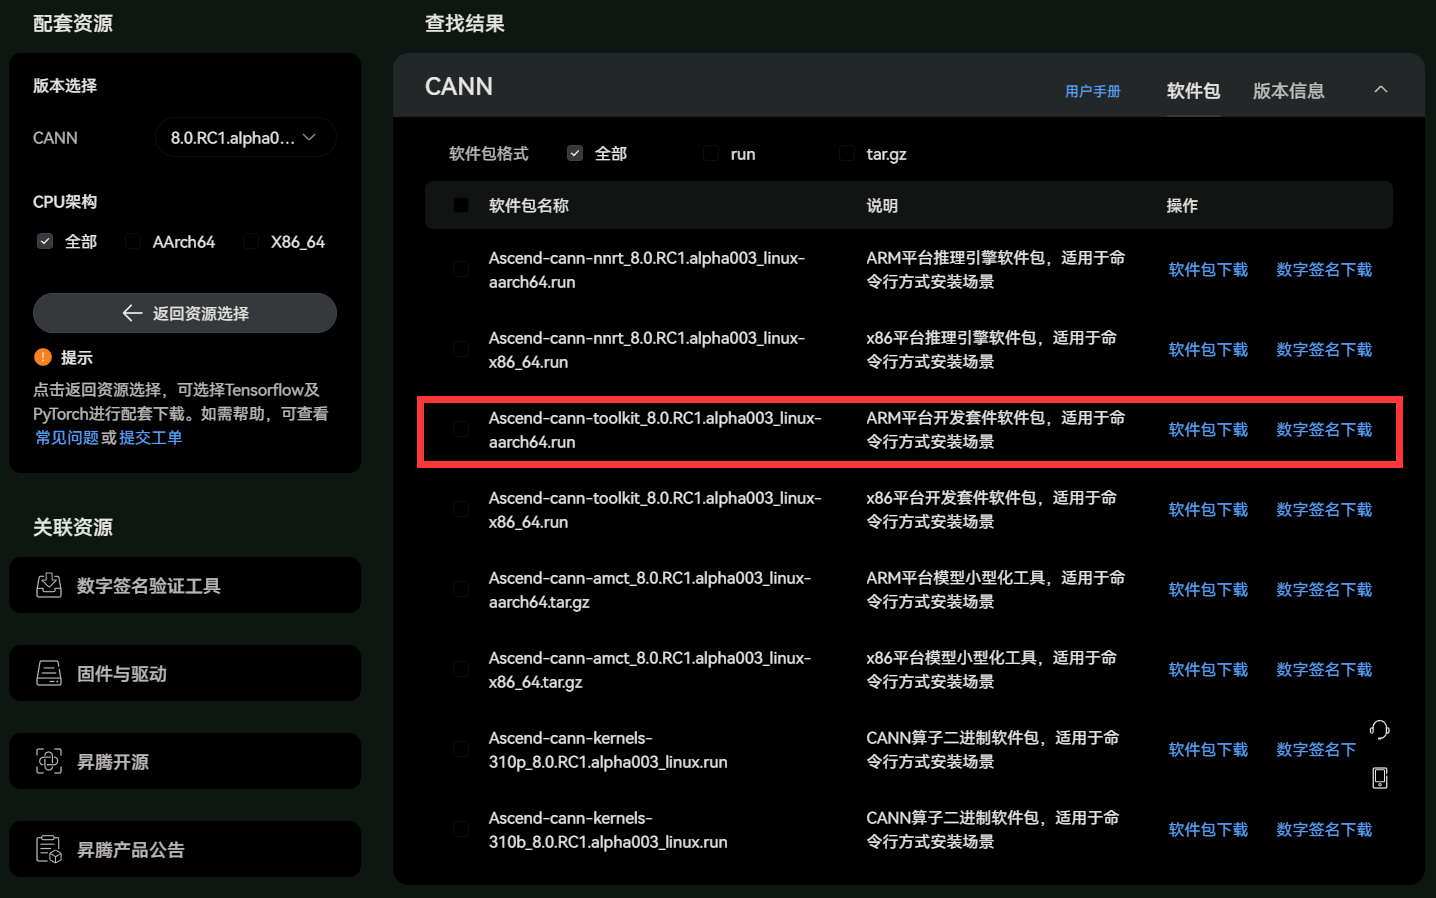 配套资源
版本选择
CANN
8.0.RC1.alpha0...
CPU架构
全部
AArch64
X86_64
返回资源选择
提示
点击返回资源选择，可选择Tensorflow及
PyTorch进行配套下载。如需帮助，可查看
常见问题或提交工单
关联资源
数字签名验证工具
固件与驱动
昇腾开源
昇腾产品公告
查找结果
CANN
用户手册
软件包
版本信息
软件包格式
全部
run
tar.gz
软件包名称
说明
操作
Ascend-cann-nnrt_8.0.RC1.alpha003_linux-
aarch64.run
ARM平台推理引擎软件包，适用于命
令行方式安装场景
软件包下载
数字签名下载
Ascend-cann-nnrt_8.0.RC1.alpha003_linux-
x86_64.run
x86平台推理引擎软件包，适用于命
令行方式安装场景
软件包下载
数字签名下载
Ascend-cann-toolkit_8.0.RC1.alpha003_linux-
aarch64.run
ARM平台开发套件软件包，适用于命
令行方式安装场景
软件包下载
数字签名下载
Ascend-cann-toolkit_8.0.RC1.alpha003_linux-
x86_64.run
x86平台开发套件软件包，适用于命
令行方式安装场景
软件包下载
数字签名下载
Ascend-cann-amct_8.0.RC1.alpha003_linux-
aarch64.tar.gz
ARM平台模型小型化工具，适用于命
令行方式安装场景
软件包下载
数字签名下载
Ascend-cann-amct_8.0.RC1.alpha003_linux-
x86_64.tar.gz
x86平台模型小型化工具，适用于命
令行方式安装场景
软件包下载
数字签名下载
Ascend-cann-kernels-
310p_8.0.RC1.alpha003_linux.run
CANN算子二进制软件包，适用于命
令行方式安装场景
软件包下载
数字签名下
Ascend-cann-kernels-
310b_8.0.RC1.alpha003_linux.run
CANN算子二进制软件包，适用于命
令行方式安装场景
软件包下载
数字签名下载